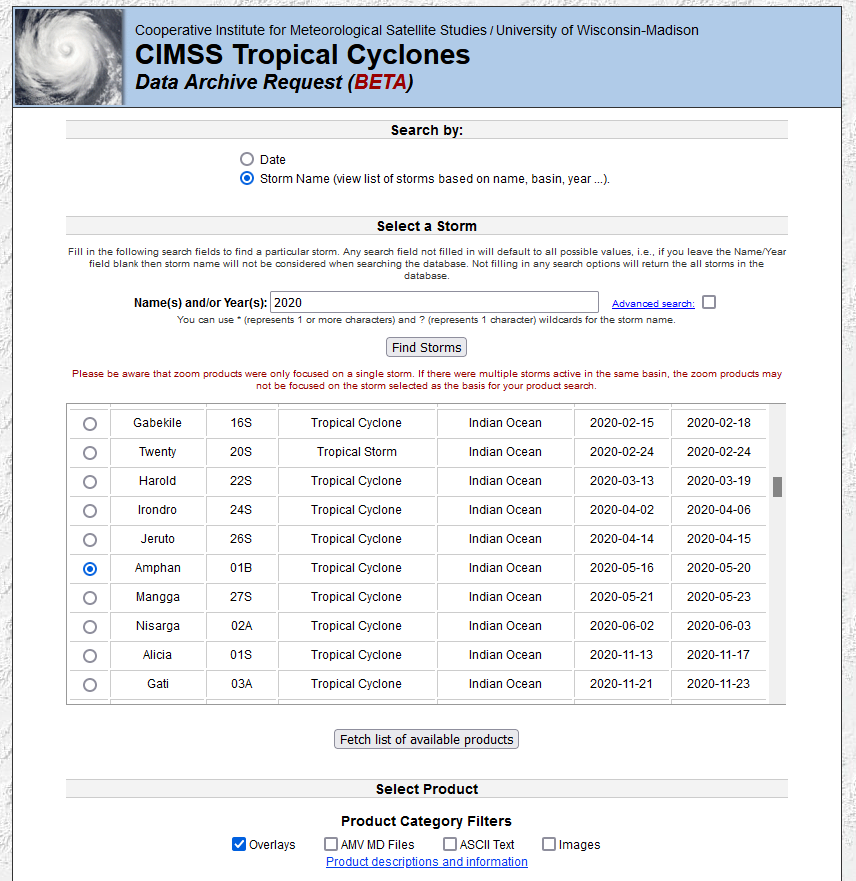 Cooperative Institute for Meteorological Satellite Studies / University of Wisconsin-Madison
CIMSS Tropical Cyclones
Data Archive Request (BETA)
Search by:
Date
Storm Name (view list of storms based on name, basin, year ...).
Select a Storm
Fill in the following search fields to find a particular storm. Any search field not filled in will default to all possible values, i.e., if you leave the Name/Year
field blank then storm name will not be considered when searching the database. Not filling in any search options will return the all storms in the
database.
Name(s) and/or Year(s): 2020 Advanced search:
You can use * (represents 1 or more characters) and ? (represents 1 character) wildcards for the storm name.
Find Storms
Please be aware that zoom products were only focused on a single storm. If there were multiple storms active in the same basin, the zoom products may
not be focused on the storm selected as the basis for your product search.
Gabekile 16S Tropical Cyclone Indian Ocean 2020-02-15 2020-02-18
Twenty 20S Tropical Storm Indian Ocean 2020-02-24 2020-02-24
Harold 22S Tropical Cyclone Indian Ocean 2020-03-13 2020-03-19
Irondro 24S Tropical Cyclone Indian Ocean 2020-04-02 2020-04-06
Jeruto 26S Tropical Cyclone Indian Ocean 2020-04-14 2020-04-15
Amphan 01B Tropical Cyclone Indian Ocean 2020-05-16 2020-05-20
Mangga 27S Tropical Cyclone Indian Ocean 2020-05-21 2020-05-23
Nisarga 02A Tropical Cyclone Indian Ocean 2020-06-02 2020-06-03
Alicia 01S Tropical Cyclone Indian Ocean 2020-11-13 2020-11-17
Gati 03A Tropical Cyclone Indian Ocean 2020-11-21 2020-11-23
Fetch list of available products
Select Product
Product Category Filters
Overlays AMV MD Files ASCII Text Images
Product descriptions and information